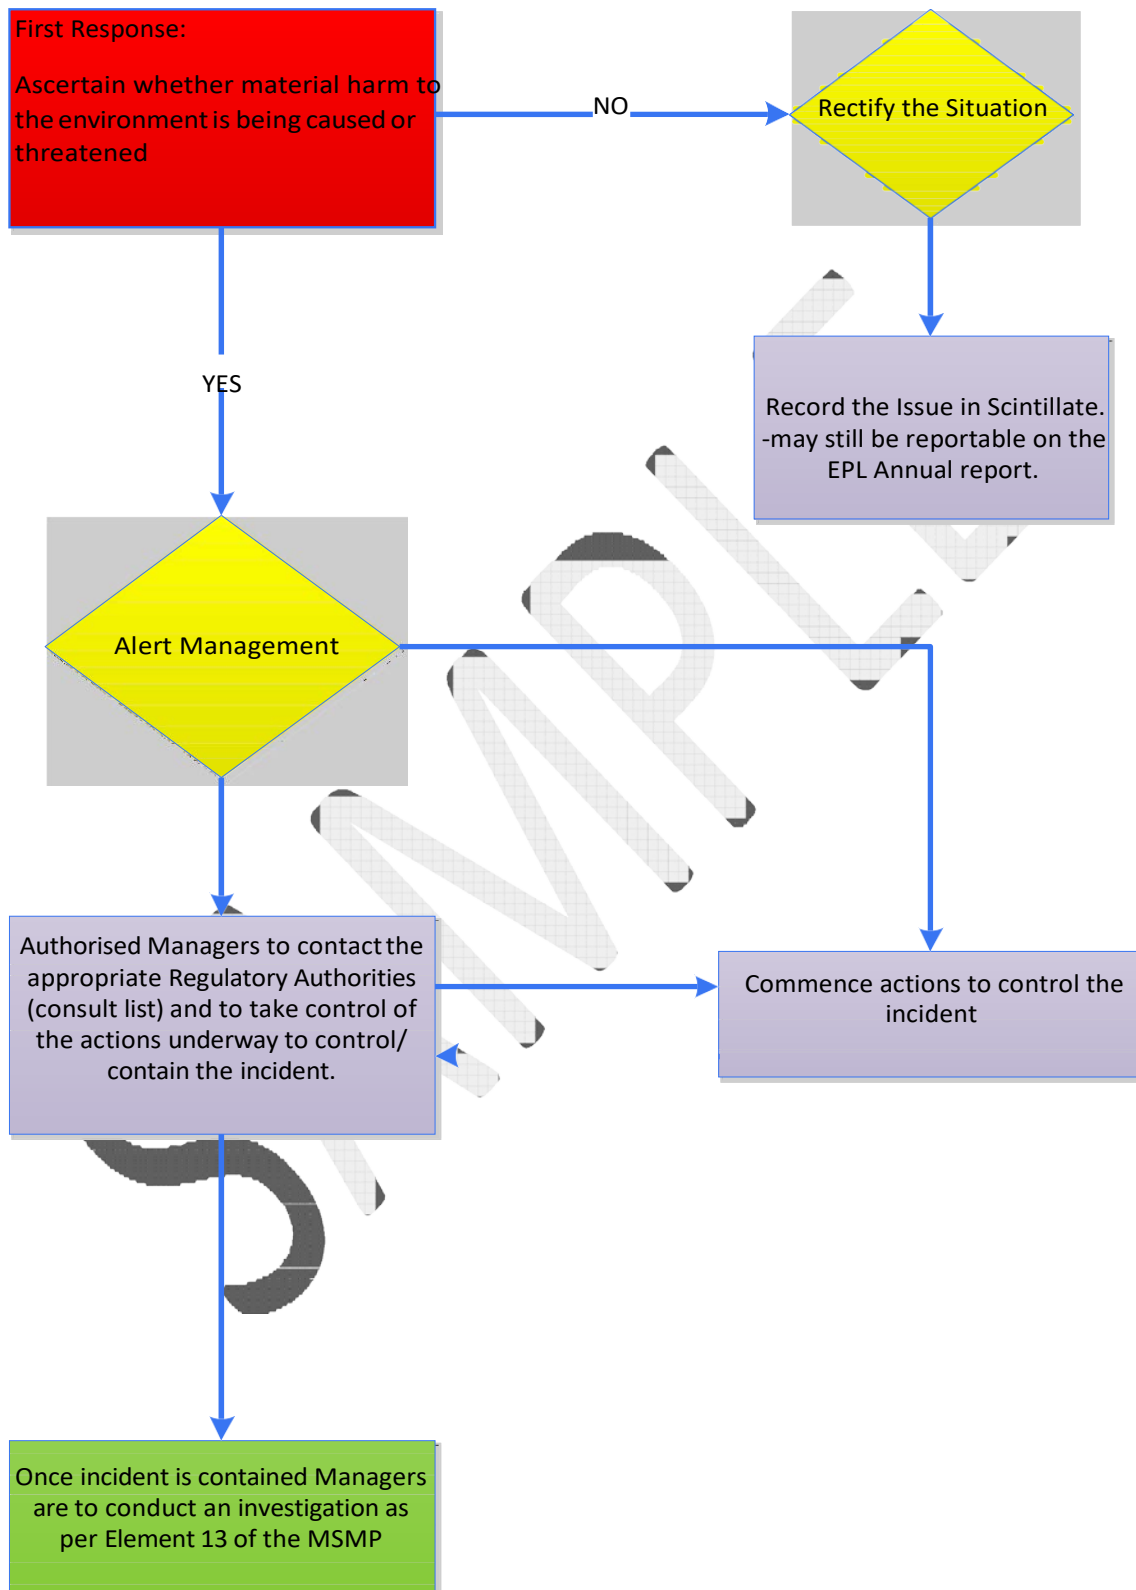 First Response:
Ascertain whether material harm to
the environment is being caused or
threatened
NO
Rectify the Situation
YES
Record the Issue in Scintillate.
-may still be reportable on the
EPL Annual report.
Alert Management
Authorised Managers to contact the
appropriate Regulatory Authorities
(consult list) and to take control of
the actions underway to control/
contain the incident.
Commence actions to control the
incident
Once incident is contained Managers
are to conduct an investigation as
per Element 13 of the MSMP
SAMPLE